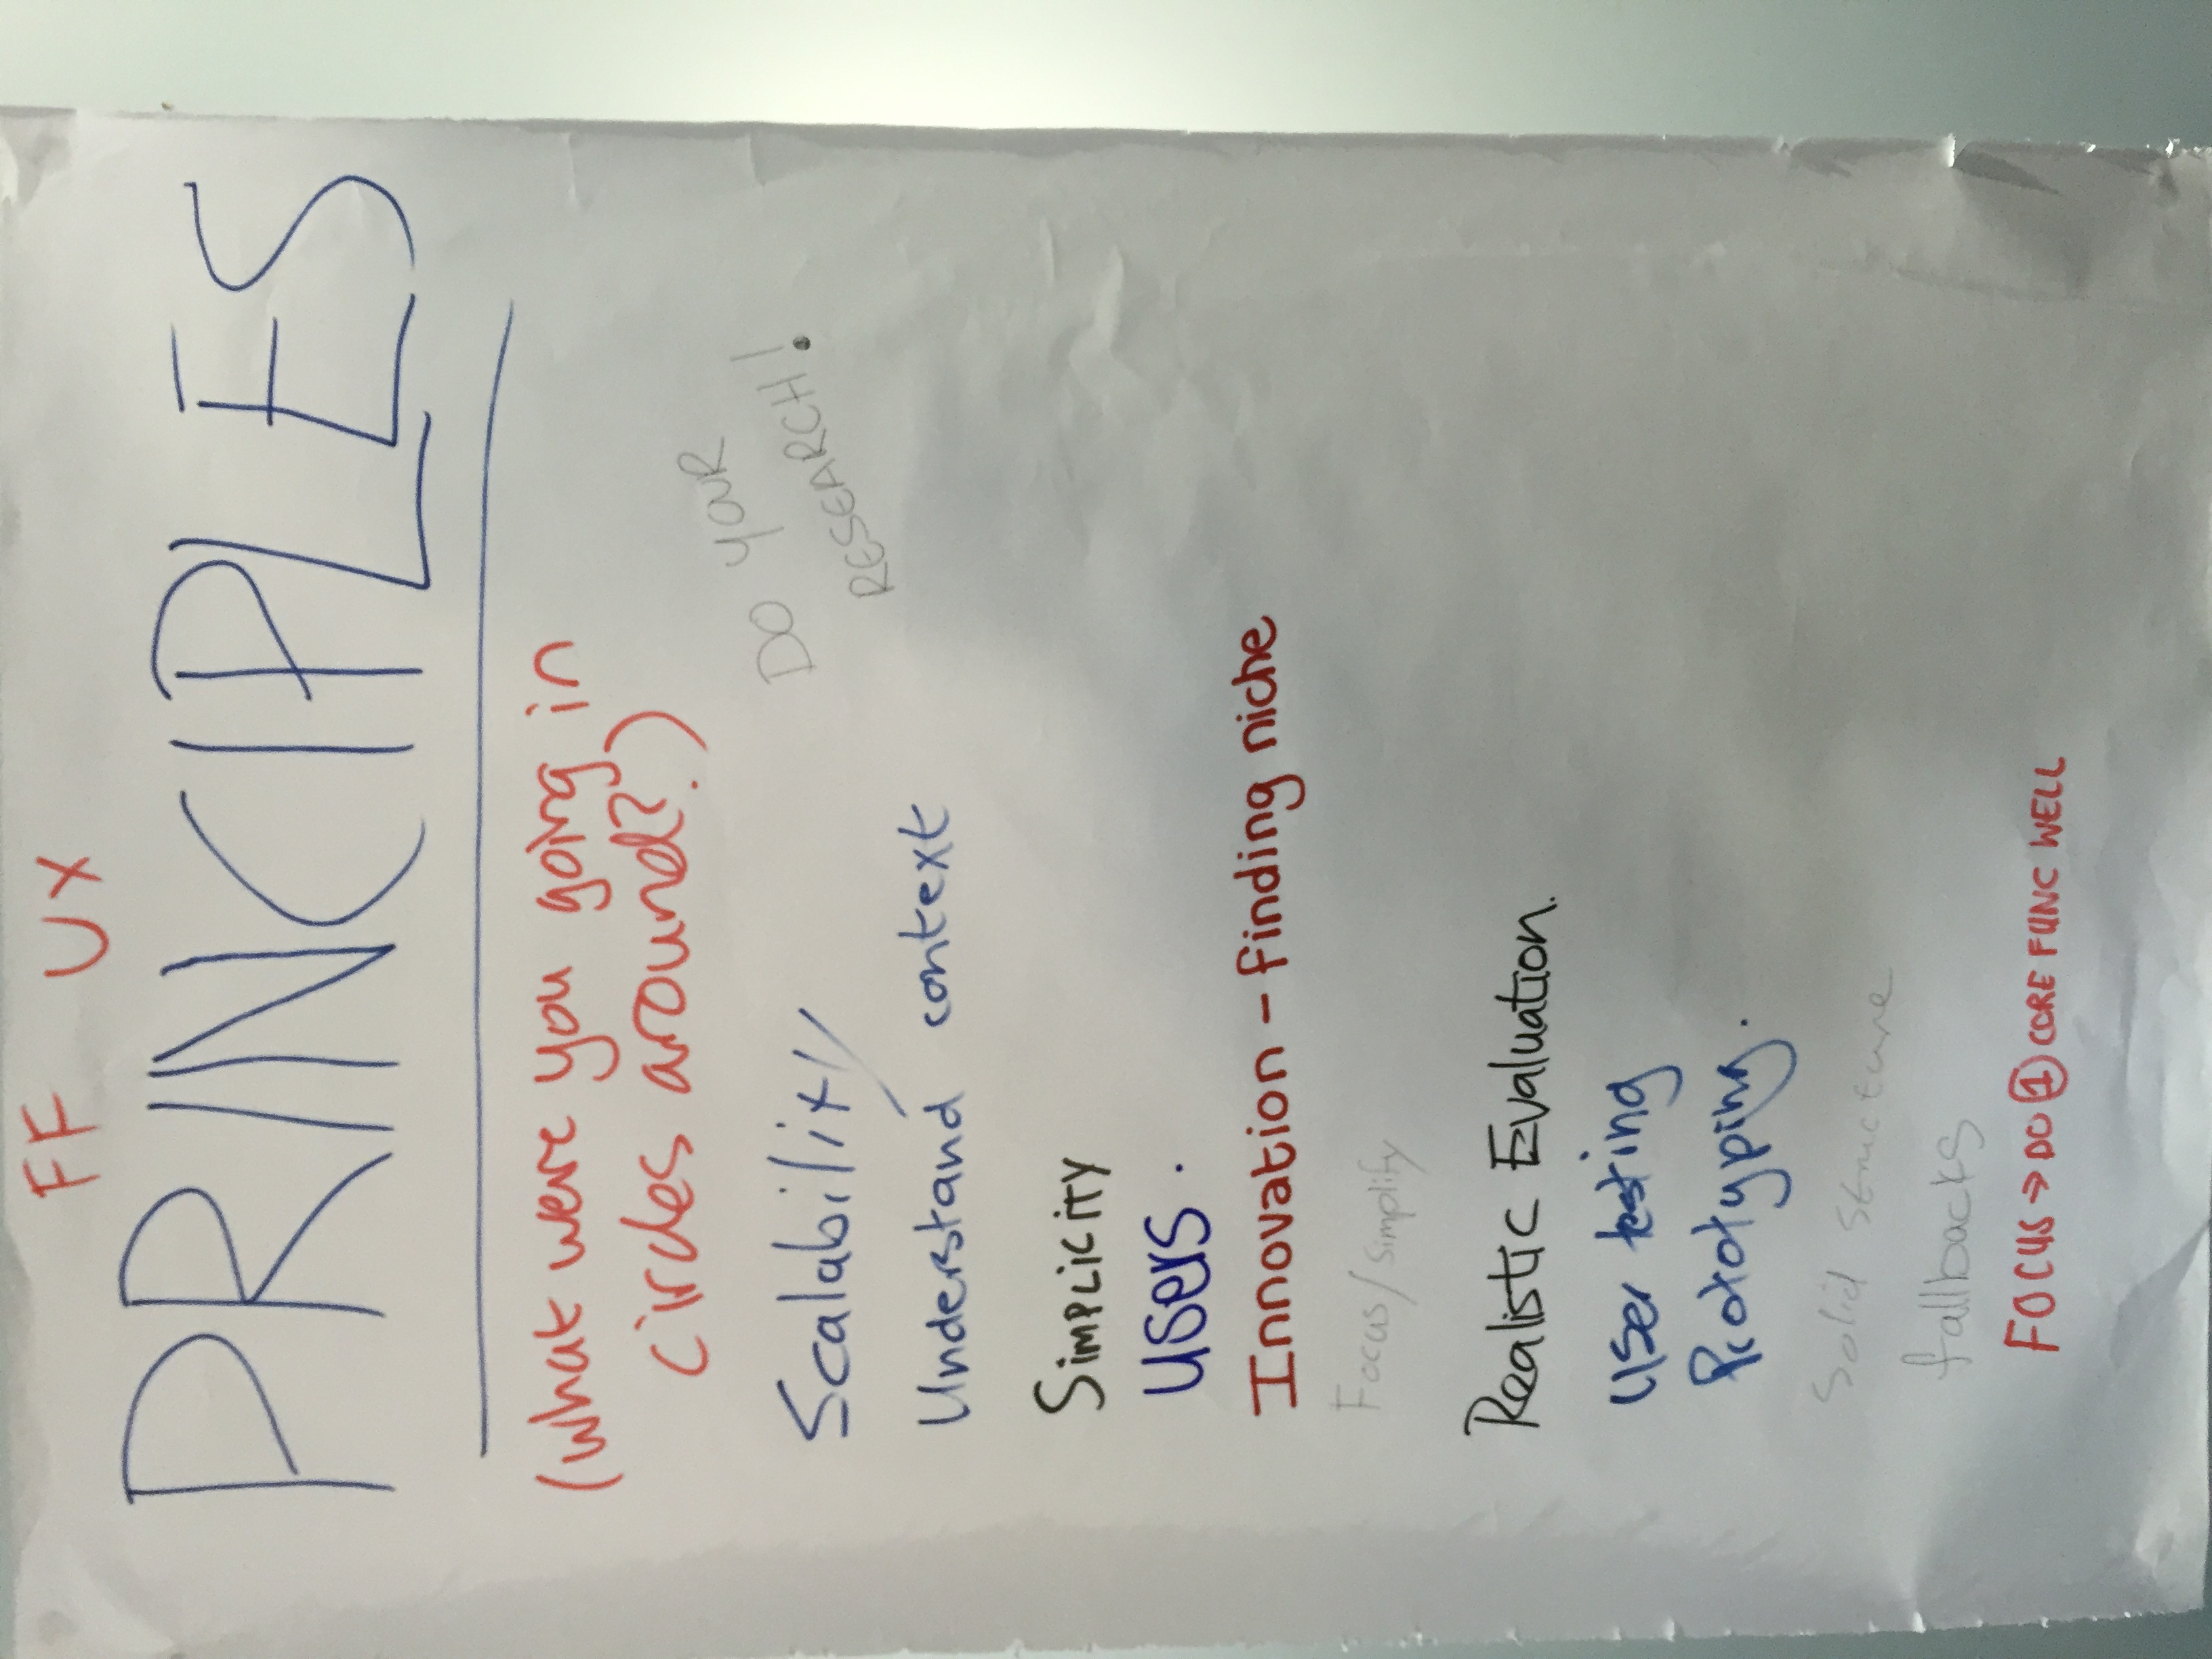 FF UX
PRINCIPLES
(what were you going in
circles around?)
DO YOUR
RESEARCH!
Scalability
Understand context
SIMPLICITY
Users.
Innovation - finding niche
Focus/simplify
Realistic Evaluation.
User testing
Prototyping.
Solid structure
fallbacks
FOCUS → DO ① CORE FUNC WELL